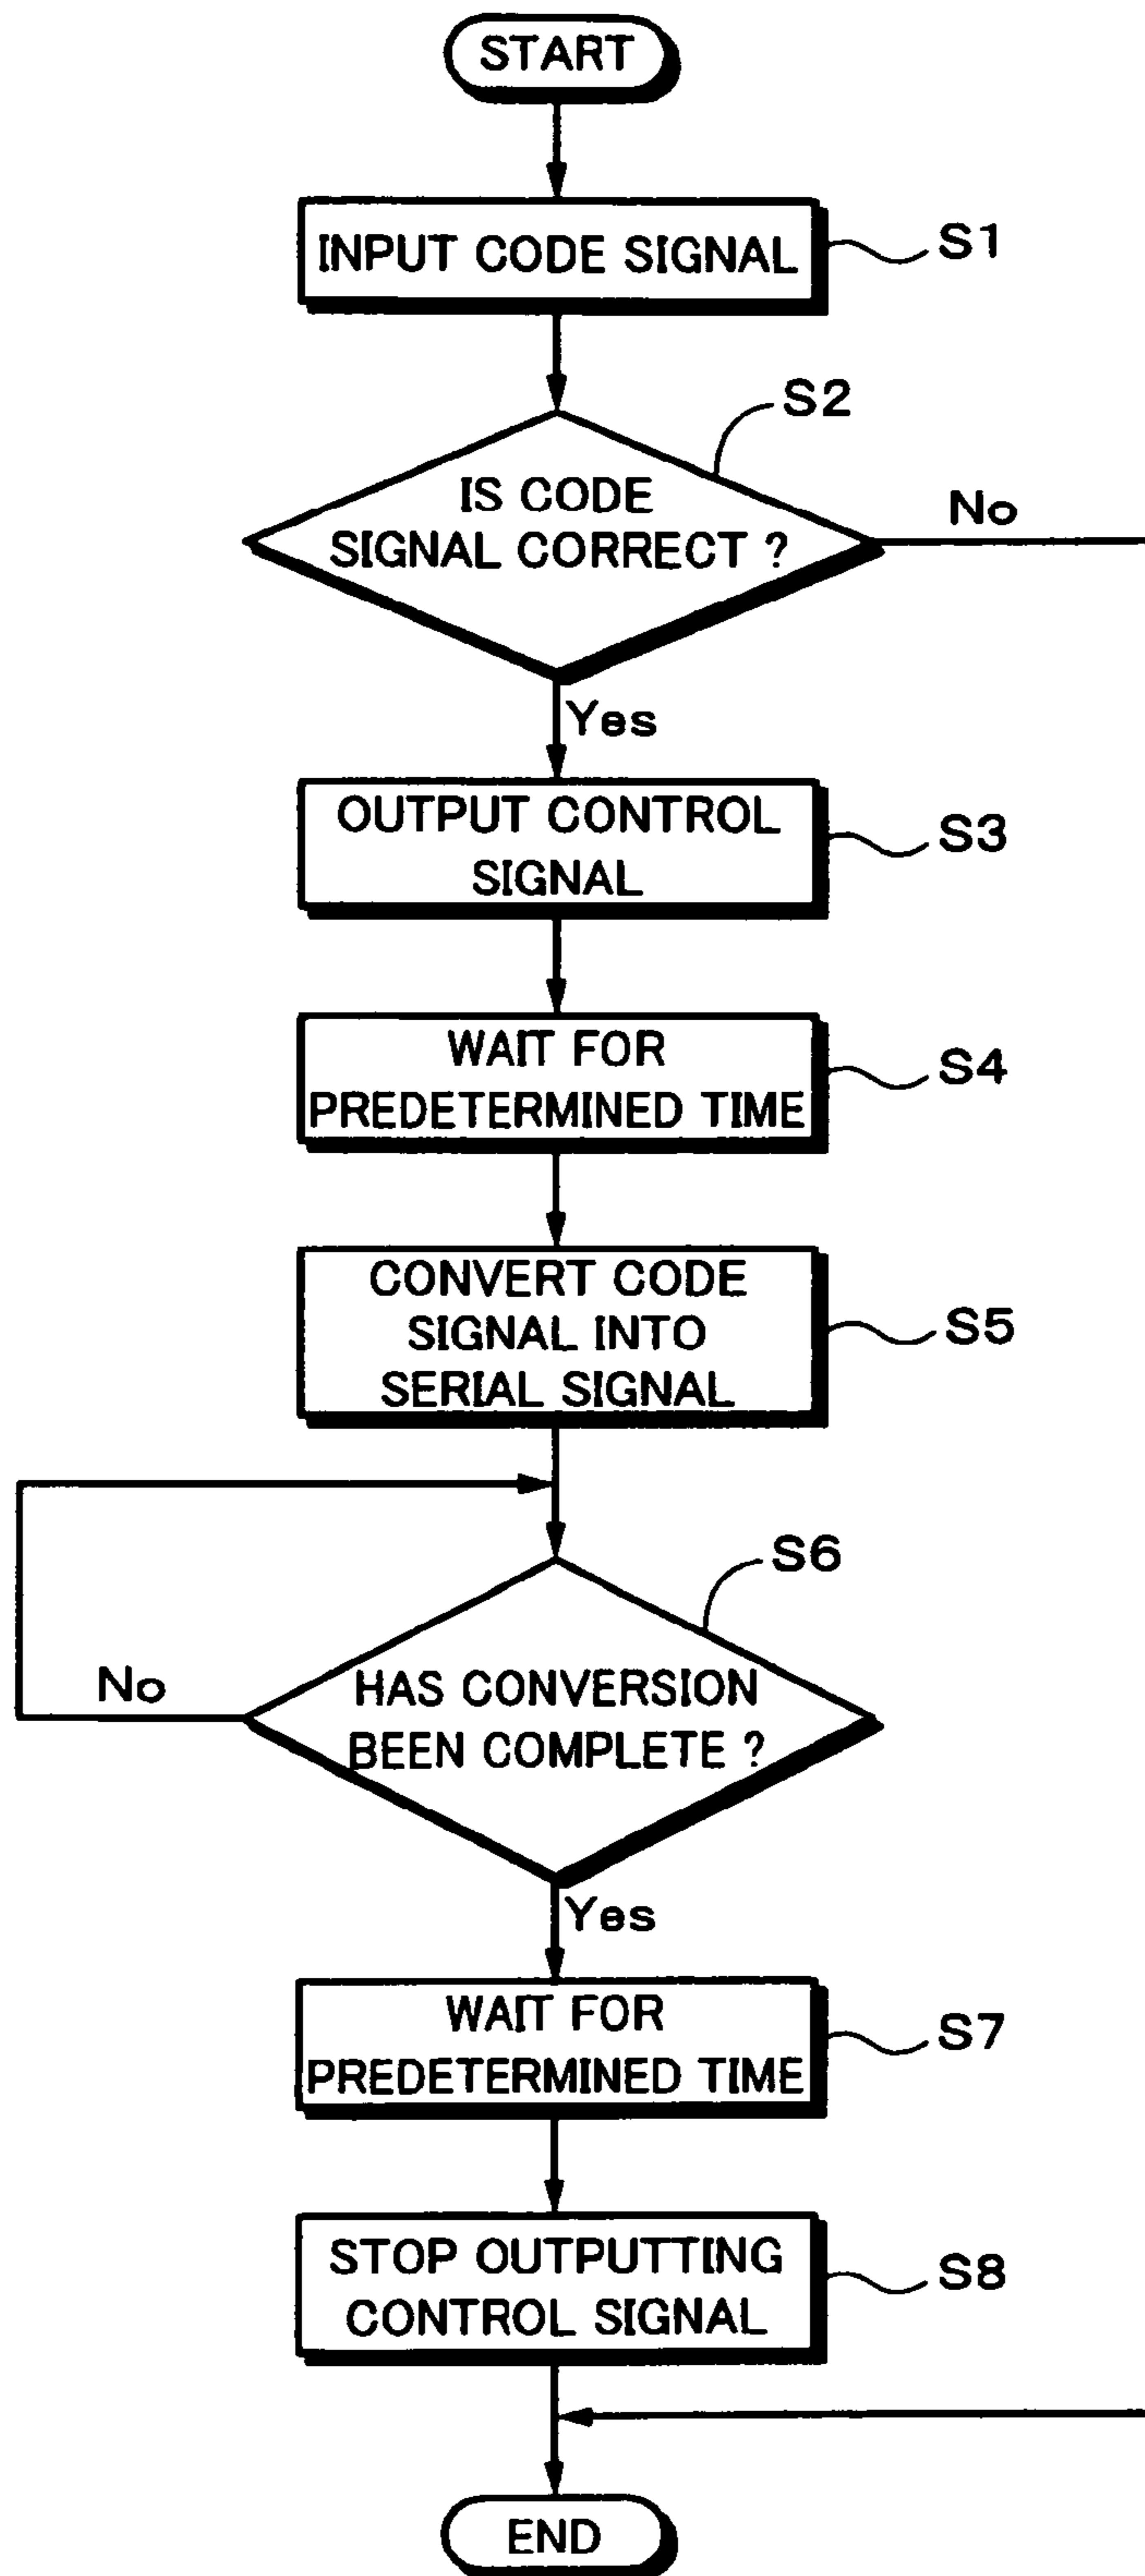 START
INPUT CODE SIGNAL
S1
S2
IS CODE
SIGNAL CORRECT ?
No
Yes
OUTPUT CONTROL
SIGNAL
S3
WAIT FOR
PREDETERMINED TIME
S4
CONVERT CODE
SIGNAL INTO
SERIAL SIGNAL
S5
S6
HAS CONVERSION
BEEN COMPLETE ?
No
Yes
WAIT FOR
PREDETERMINED TIME
S7
STOP OUTPUTTING
CONTROL SIGNAL
S8
END